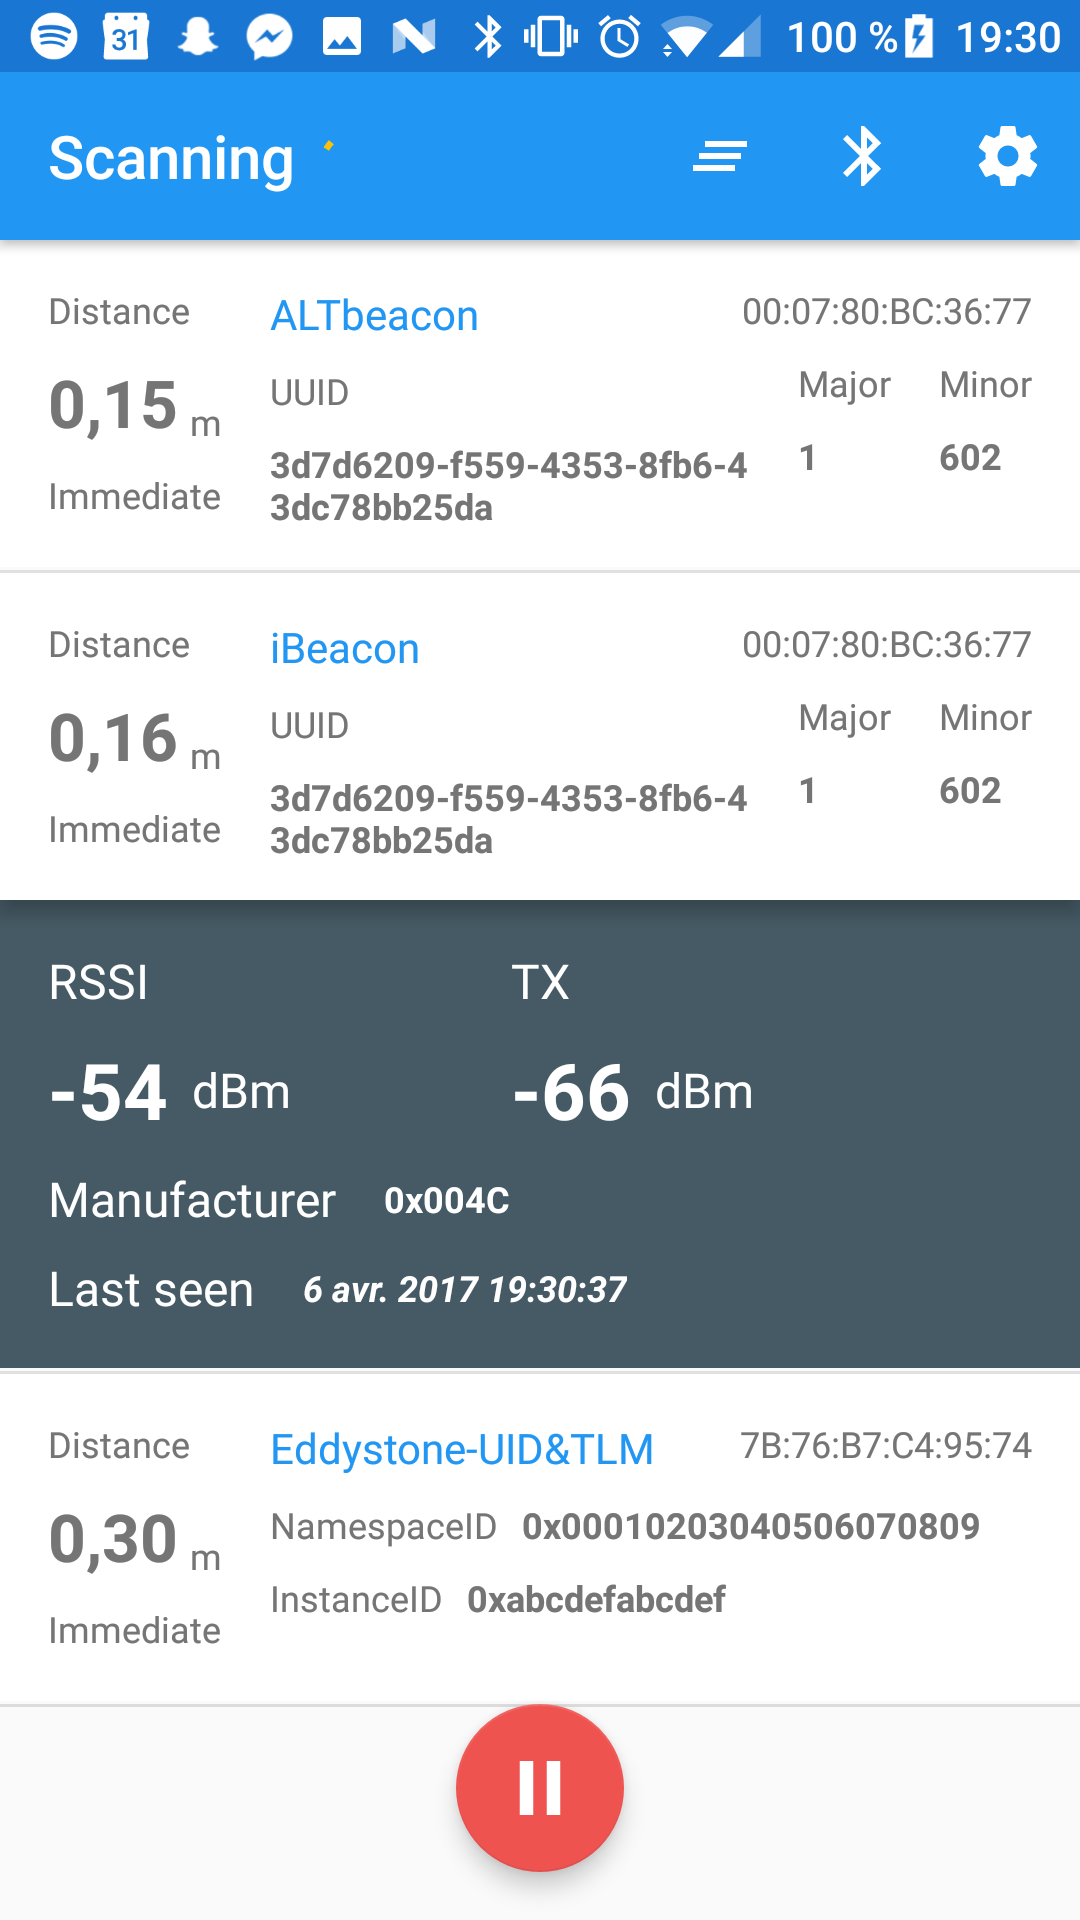 31 100 % 19:30
Scanning
Distance ALTbeacon 00:07:80:BC:36:77
0,15 m UUID Major Minor
3d7d6209-f559-4353-8fb6-4 1 602
Immediate 3dc78bb25da
Distance iBeacon 00:07:80:BC:36:77
0,16 m UUID Major Minor
3d7d6209-f559-4353-8fb6-4 1 602
Immediate 3dc78bb25da
RSSI TX
-54 dBm -66 dBm
Manufacturer 0x004C
Last seen 6 avr. 2017 19:30:37
Distance Eddystone-UID&TLM 7B:76:B7:C4:95:74
0,30 m NamespaceID 0x00010203040506070809
InstanceID 0xabcdefabcdef
Immediate